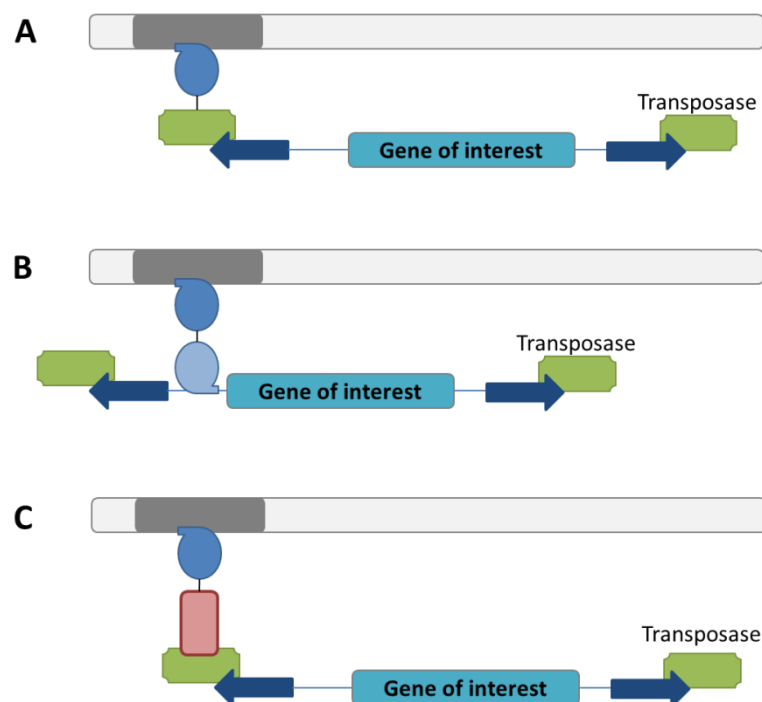 A
Transposase
Gene of interest
B
Transposase
Gene of interest
C
Transposase
Gene of interest